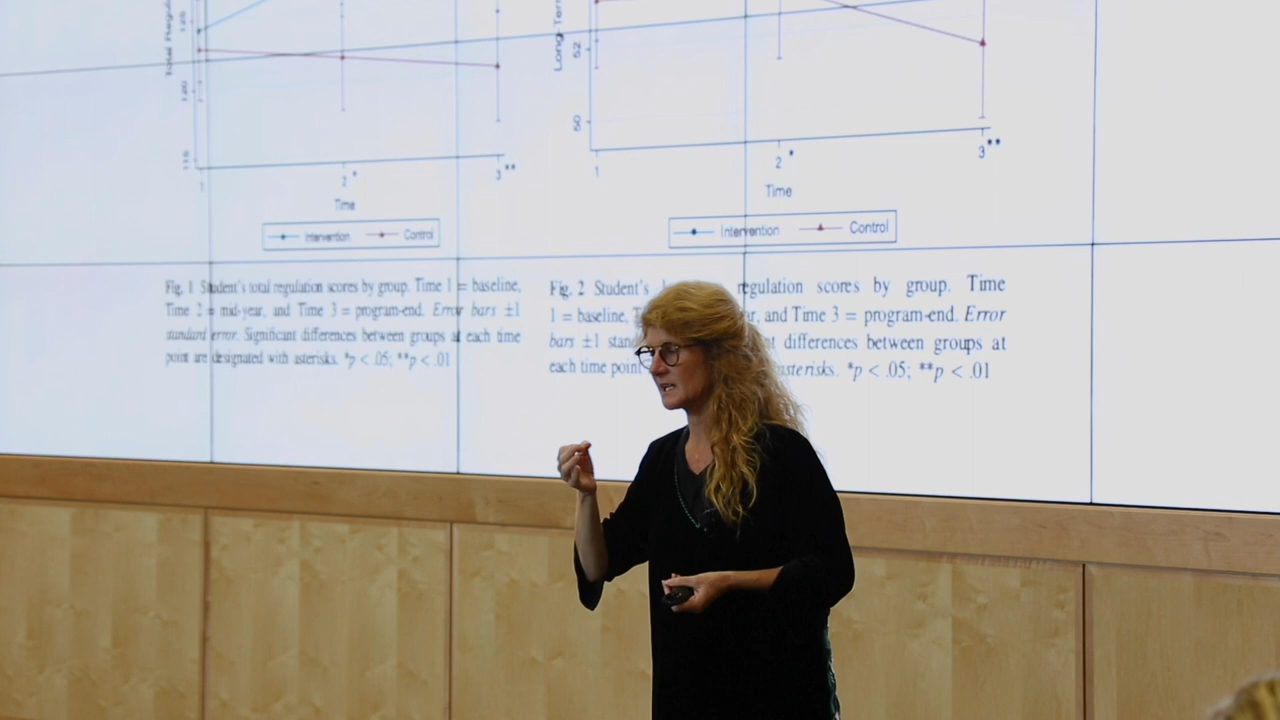 Total Regul
125
120
115
1
2 *
3 **
Time
Intervention Control
Long-Ter
52
50
1
2 *
3 **
Time
Intervention Control
Fig. 1 Student's total regulation scores by group. Time 1 = baseline,
Time 2 = mid-year, and Time 3 = program-end. Error bars ±1
standard error. Significant differences between groups at each time
point are designated with asterisks. *p < .05; **p < .01
Fig. 2 Student's regulation scores by group. Time
1 = baseline, and Time 3 = program-end. Error
bars ±1 differences between groups at
each time point asterisks. *p < .05; **p < .01